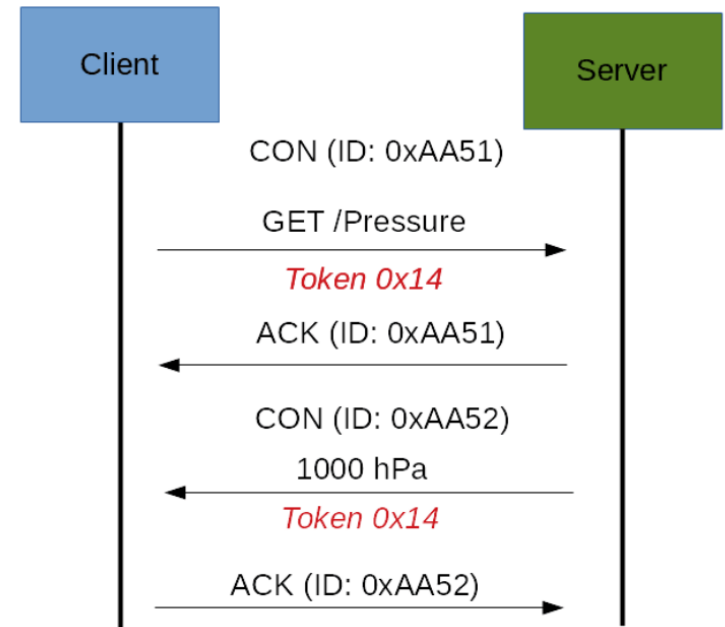 Client
Server
CON (ID: 0xAA51)
GET /Pressure
Token 0x14
ACK (ID: 0xAA51)
CON (ID: 0xAA52)
1000 hPa
Token 0x14
ACK (ID: 0xAA52)